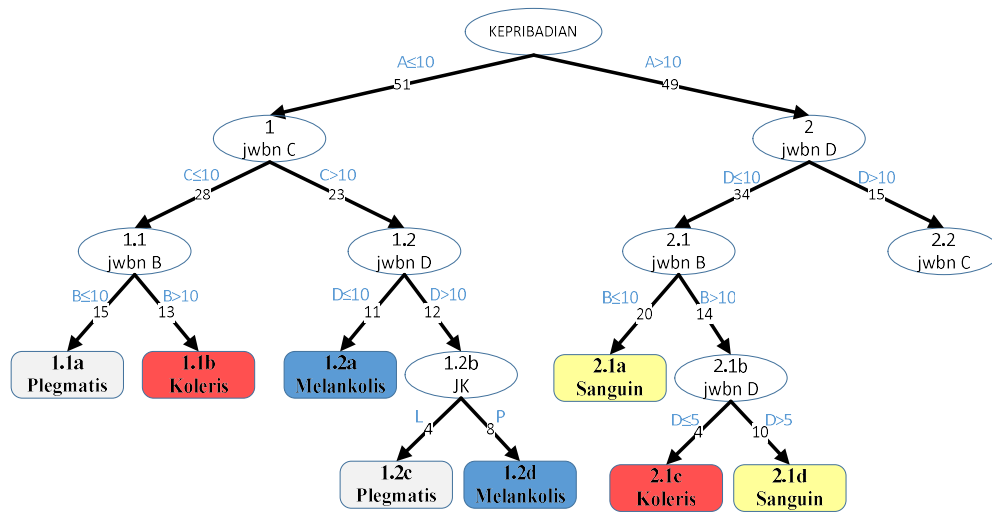 KEPRIBADIAN
A≤10
A>10
51
49
1
jwbn C
2
jwbn D
C≤10
C>10
D≤10
D>10
28
23
34
15
1.1
jwbn B
1.2
jwbn D
2.1
jwbn B
2.2
jwbn C
B≤10
B>10
D≤10
D>10
B≤10
B>10
15
13
11
12
20
14
1.1a
Plegmatis
1.1b
Koleris
1.2a
Melankolis
1.2b
JK
2.1a
Sanguin
2.1b
jwbn D
L
P
D≤5
D>5
4
8
4
10
1.2c
Plegmatis
1.2d
Melankolis
2.1c
Koleris
2.1d
Sanguin